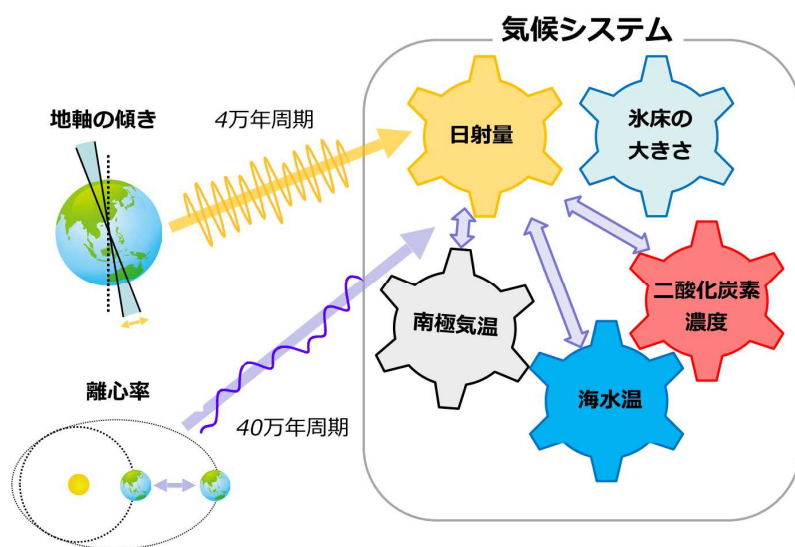 気候システム
地軸の傾き
4万年周期
日射量
氷床の
大きさ
南極気温
二酸化炭素
濃度
海水温
離心率
40万年周期